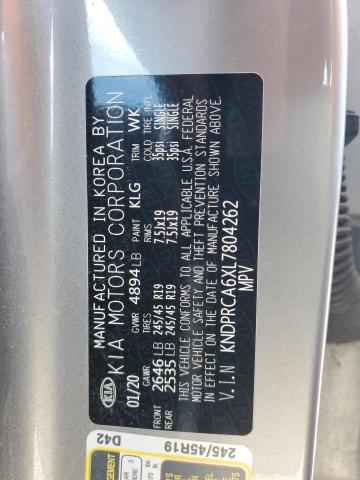 MANUFACTURED IN KOREA BY
KIA KIA MOTORS CORPORATION
01/20 GVWR 4894 LB PAINT KLG TRIM WK
GAWR TIRE RIMS COLD TIRE INFL
FRONT 2646 LB 245/45 R19 7.5Jx19 35psi SINGLE
REAR 2535 LB 245/45 R19 7.5Jx19 35psi SINGLE
THIS VEHICLE CONFORMS TO ALL APPLICABLE U.S.A. FEDERAL
MOTOR VEHICLE SAFETY AND THEFT PREVENTION STANDARDS
IN EFFECT ON THE DATE OF MANUFACTURE SHOWN ABOVE.
V.I.N KNDPRCA6XL7804262
MPV
D42 245/45R19